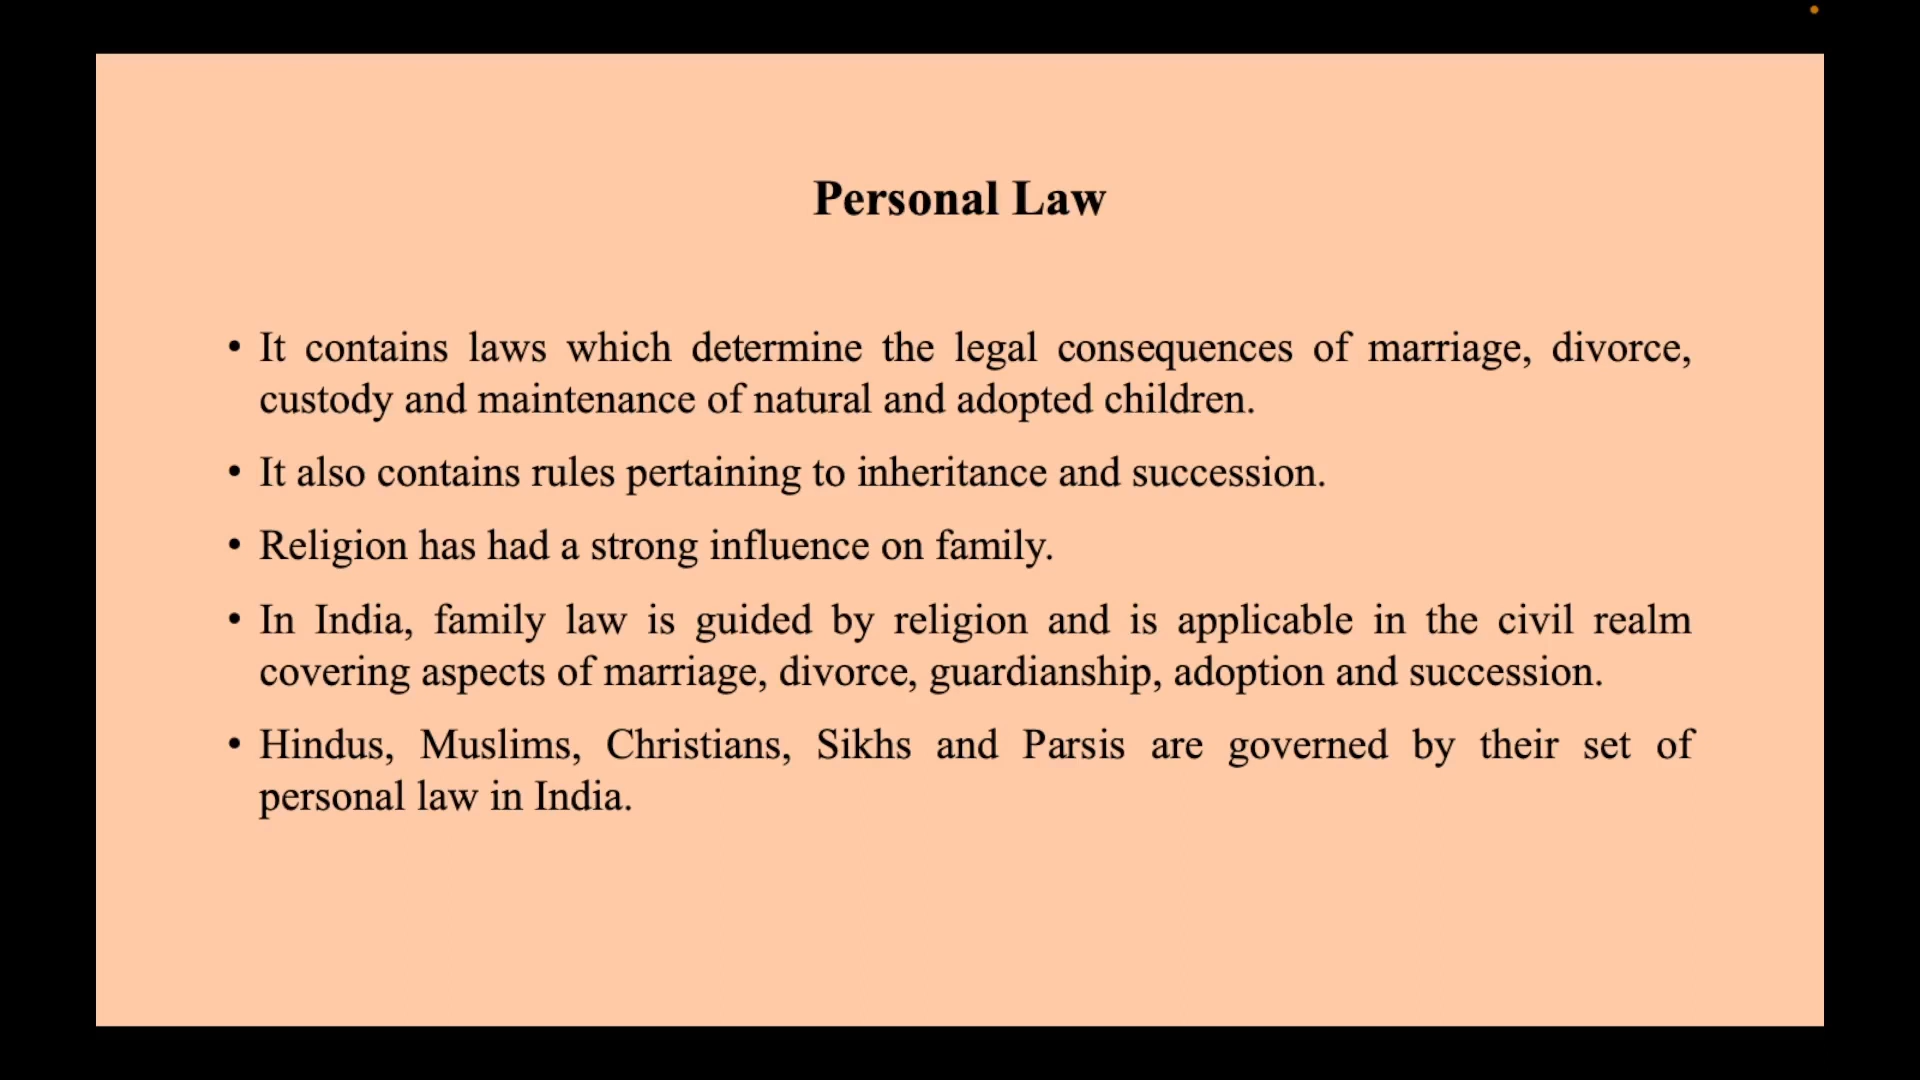 Personal Law
• It contains laws which determine the legal consequences of marriage, divorce,
custody and maintenance of natural and adopted children.
• It also contains rules pertaining to inheritance and succession.
• Religion has had a strong influence on family.
• In India, family law is guided by religion and is applicable in the civil realm
covering aspects of marriage, divorce, guardianship, adoption and succession.
• Hindus, Muslims, Christians, Sikhs and Parsis are governed by their set of
personal law in India.